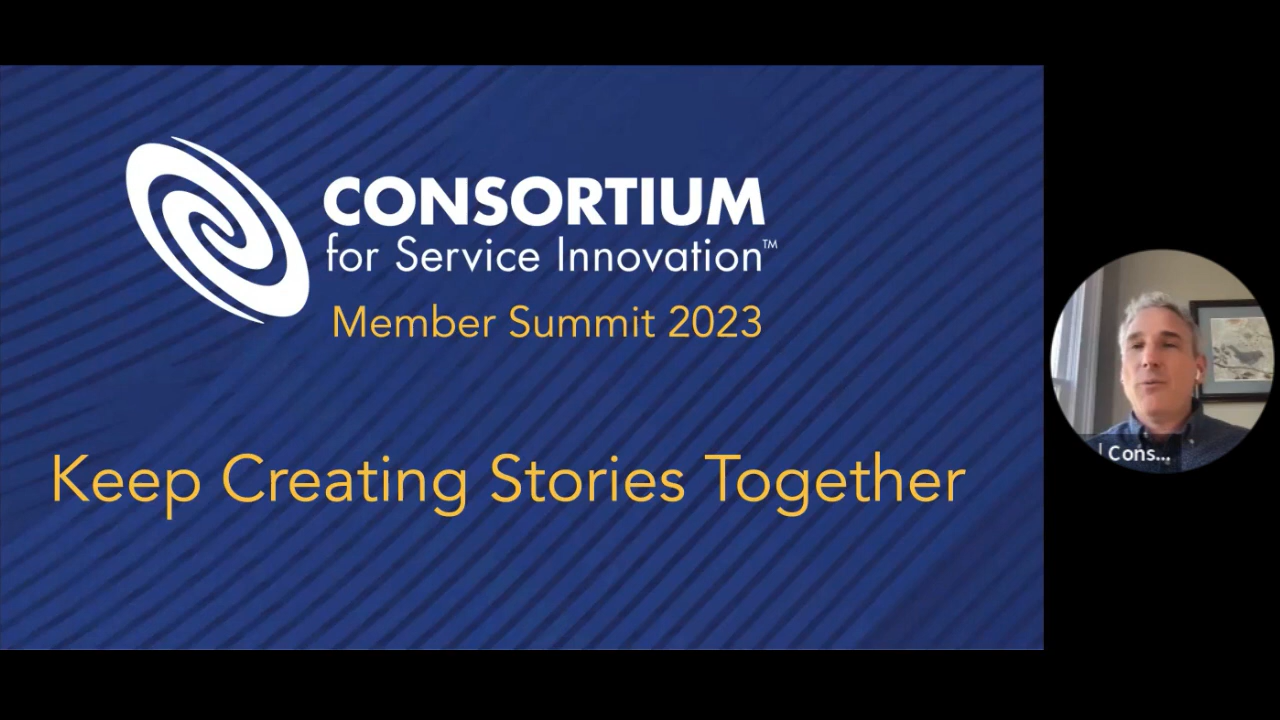 CONSORTIUM
for Service Innovation™
Member Summit 2023
Keep Creating Stories Together
| Cons...